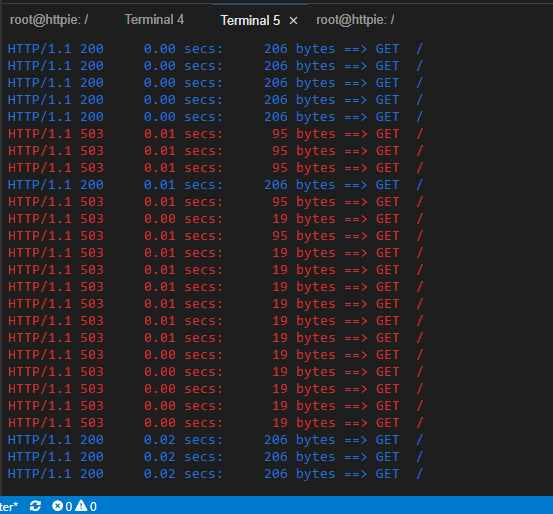 root@httpie: / Terminal 4 Terminal 5 × root@httpie: /
HTTP/1.1 200 0.00 secs: 206 bytes ==> GET /
HTTP/1.1 200 0.00 secs: 206 bytes ==> GET /
HTTP/1.1 200 0.00 secs: 206 bytes ==> GET /
HTTP/1.1 200 0.00 secs: 206 bytes ==> GET /
HTTP/1.1 200 0.00 secs: 206 bytes ==> GET /
HTTP/1.1 503 0.01 secs: 95 bytes ==> GET /
HTTP/1.1 503 0.01 secs: 95 bytes ==> GET /
HTTP/1.1 503 0.01 secs: 95 bytes ==> GET /
HTTP/1.1 200 0.01 secs: 206 bytes ==> GET /
HTTP/1.1 503 0.01 secs: 95 bytes ==> GET /
HTTP/1.1 503 0.00 secs: 19 bytes ==> GET /
HTTP/1.1 503 0.01 secs: 95 bytes ==> GET /
HTTP/1.1 503 0.01 secs: 19 bytes ==> GET /
HTTP/1.1 503 0.01 secs: 19 bytes ==> GET /
HTTP/1.1 503 0.01 secs: 19 bytes ==> GET /
HTTP/1.1 503 0.01 secs: 19 bytes ==> GET /
HTTP/1.1 503 0.01 secs: 19 bytes ==> GET /
HTTP/1.1 503 0.01 secs: 19 bytes ==> GET /
HTTP/1.1 503 0.00 secs: 19 bytes ==> GET /
HTTP/1.1 503 0.00 secs: 19 bytes ==> GET /
HTTP/1.1 503 0.00 secs: 19 bytes ==> GET /
HTTP/1.1 503 0.00 secs: 19 bytes ==> GET /
HTTP/1.1 503 0.00 secs: 19 bytes ==> GET /
HTTP/1.1 200 0.02 secs: 206 bytes ==> GET /
HTTP/1.1 200 0.02 secs: 206 bytes ==> GET /
HTTP/1.1 200 0.02 secs: 206 bytes ==> GET /
ter* 0 0